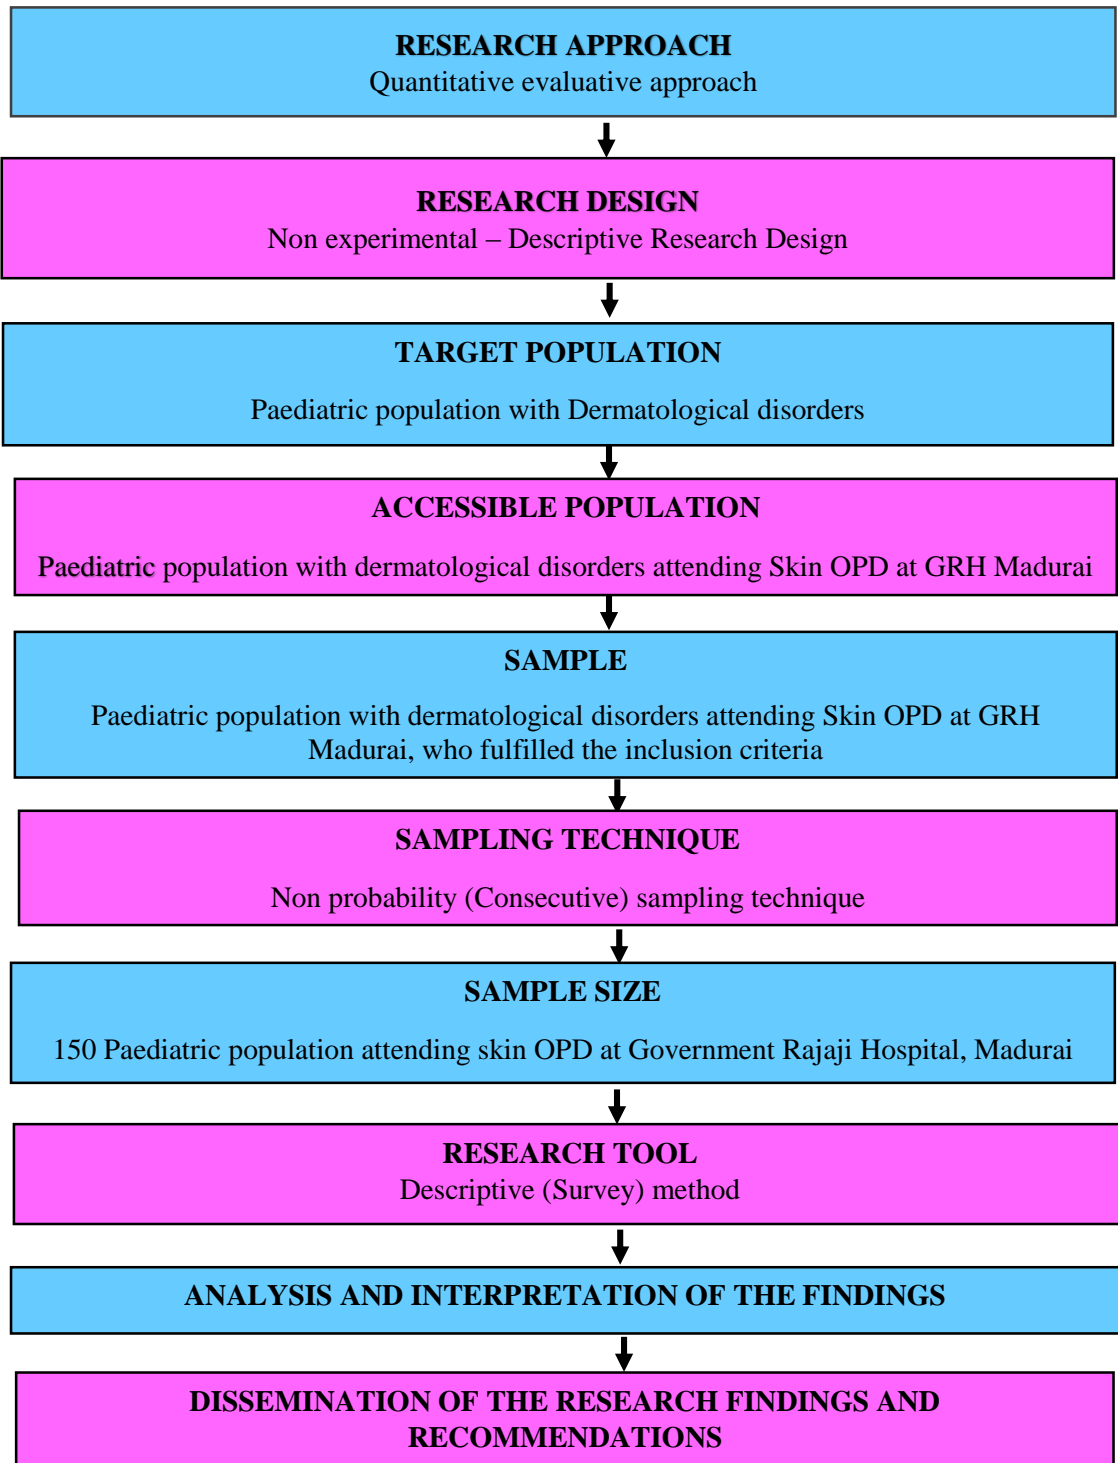 RESEARCH APPROACH
Quantitative evaluative approach
RESEARCH DESIGN
Non experimental – Descriptive Research Design
TARGET POPULATION
Paediatric population with Dermatological disorders
ACCESSIBLE POPULATION
Paediatric population with dermatological disorders attending Skin OPD at GRH Madurai
SAMPLE
Paediatric population with dermatological disorders attending Skin OPD at GRH
Madurai, who fulfilled the inclusion criteria
SAMPLING TECHNIQUE
Non probability (Consecutive) sampling technique
SAMPLE SIZE
150 Paediatric population attending skin OPD at Government Rajaji Hospital, Madurai
RESEARCH TOOL
Descriptive (Survey) method
ANALYSIS AND INTERPRETATION OF THE FINDINGS
DISSEMINATION OF THE RESEARCH FINDINGS AND
RECOMMENDATIONS